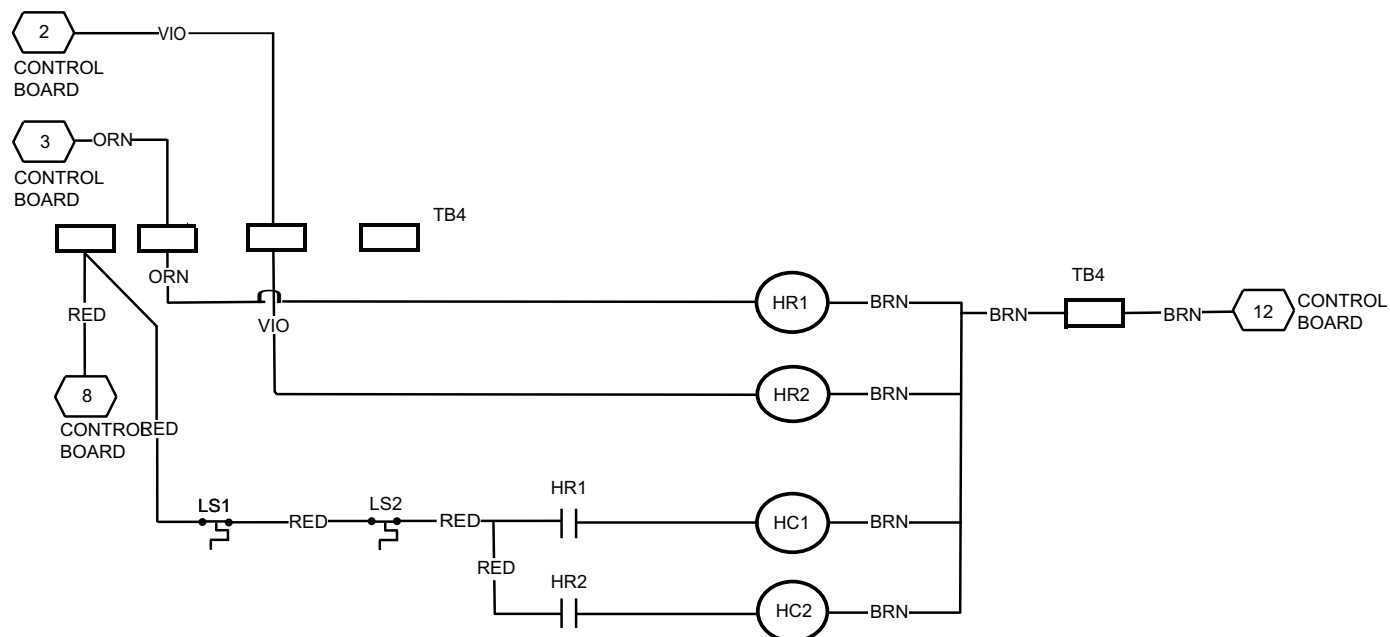 2
VIO
CONTROL
BOARD
3
ORN
CONTROL
BOARD
TB4
ORN
RED
VIO
HR1
BRN
TB4
BRN
BRN
12
CONTROL
BOARD
8
HR2
BRN
CONTROL
BOARD
RED
LS1
RED
LS2
RED
HR1
HC1
BRN
RED
HR2
HC2
BRN